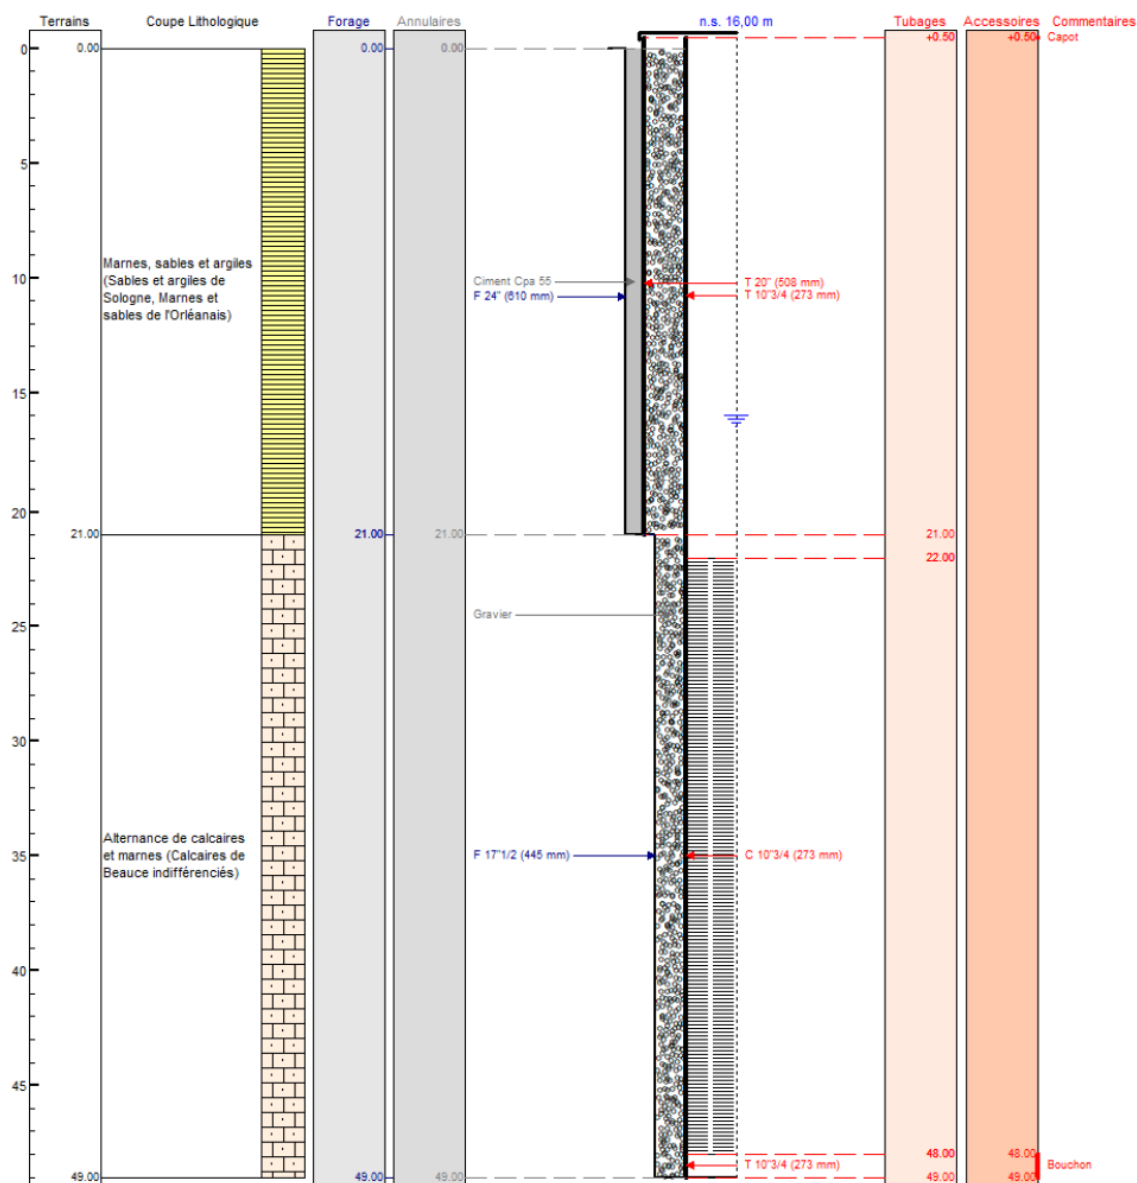 Terrains Coupe Lithologique Forage Annulaires n.s. 16,00 m Tubages Accessoires Commentaires
+0.50 +0.50 Capot
0 0.00 0.00 0.00
5
Marnes, sables et argiles
(Sables et argiles de
Sologne, Marnes et
sables de l'Orléanais)
10
Ciment Cpa 55 T 20" (508 mm)
F 24" (610 mm) T 10"3/4 (273 mm)
15
20
21.00 21.00 21.00 21.00
22.00
25
Gravier
30
Alternance de calcaires
et marnes (Calcaires de
Beauce indifférenciés)
35
F 17"1/2 (445 mm) C 10"3/4 (273 mm)
40
45
48.00 48.00
T 10"3/4 (273 mm) Bouchon
49.00 49.00 49.00 49.00 49.00